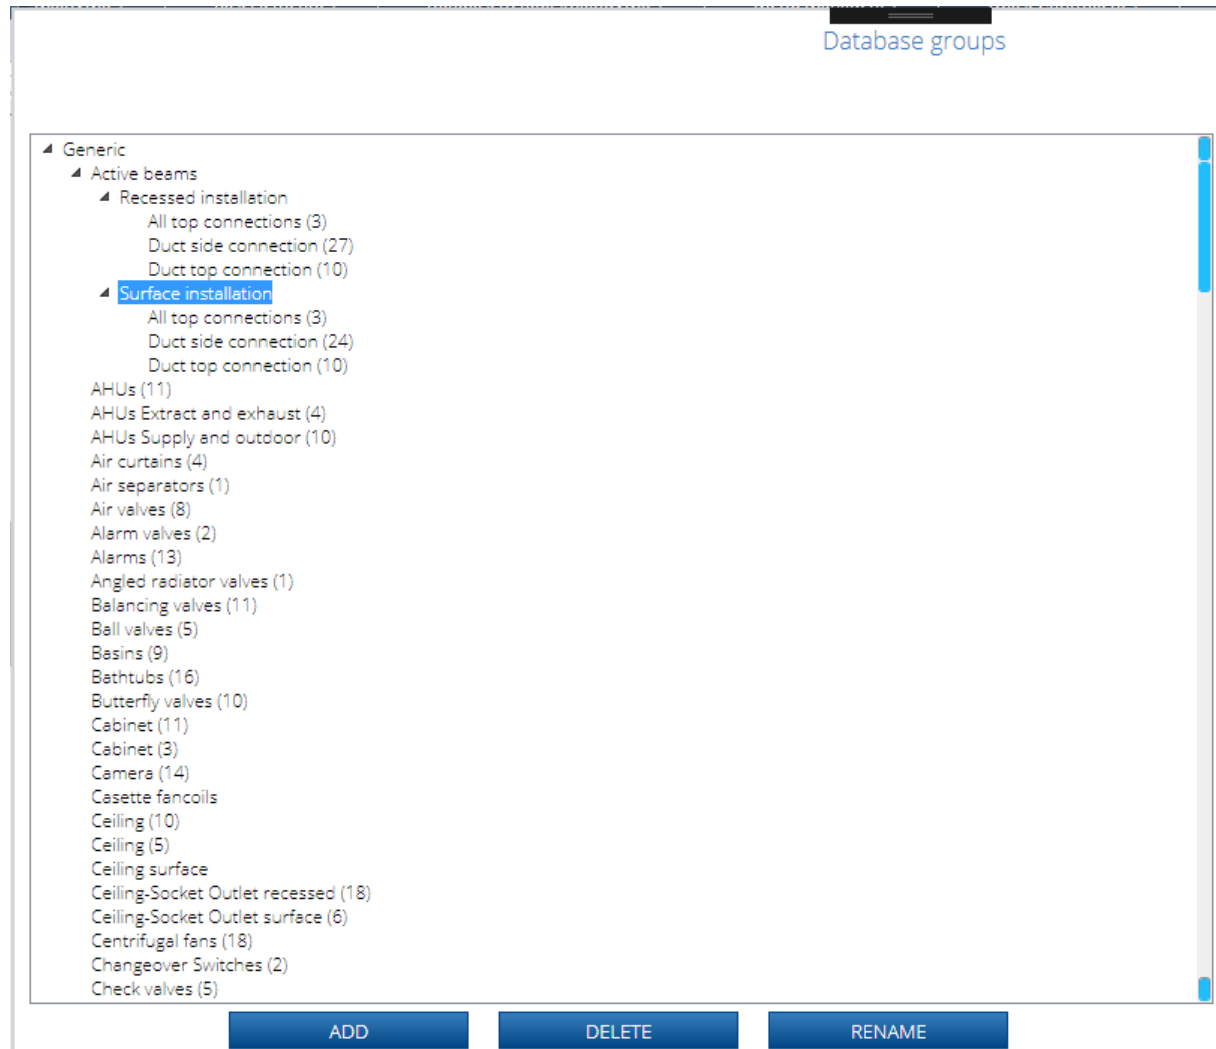 Database groups
Generic
Active beams
Recessed installation
All top connections (3)
Duct side connection (27)
Duct top connection (10)
Surface installation
All top connections (3)
Duct side connection (24)
Duct top connection (10)
AHUs (11)
AHUs Extract and exhaust (4)
AHUs Supply and outdoor (10)
Air curtains (4)
Air separators (1)
Air valves (8)
Alarm valves (2)
Alarms (13)
Angled radiator valves (1)
Balancing valves (11)
Ball valves (5)
Basins (9)
Bathtubs (16)
Butterfly valves (10)
Cabinet (11)
Cabinet (3)
Camera (14)
Casette fancoils
Ceiling (10)
Ceiling (5)
Ceiling surface
Ceiling-Socket Outlet recessed (18)
Ceiling-Socket Outlet surface (6)
Centrifugal fans (18)
Changeover Switches (2)
Check valves (5)
ADD DELETE RENAME